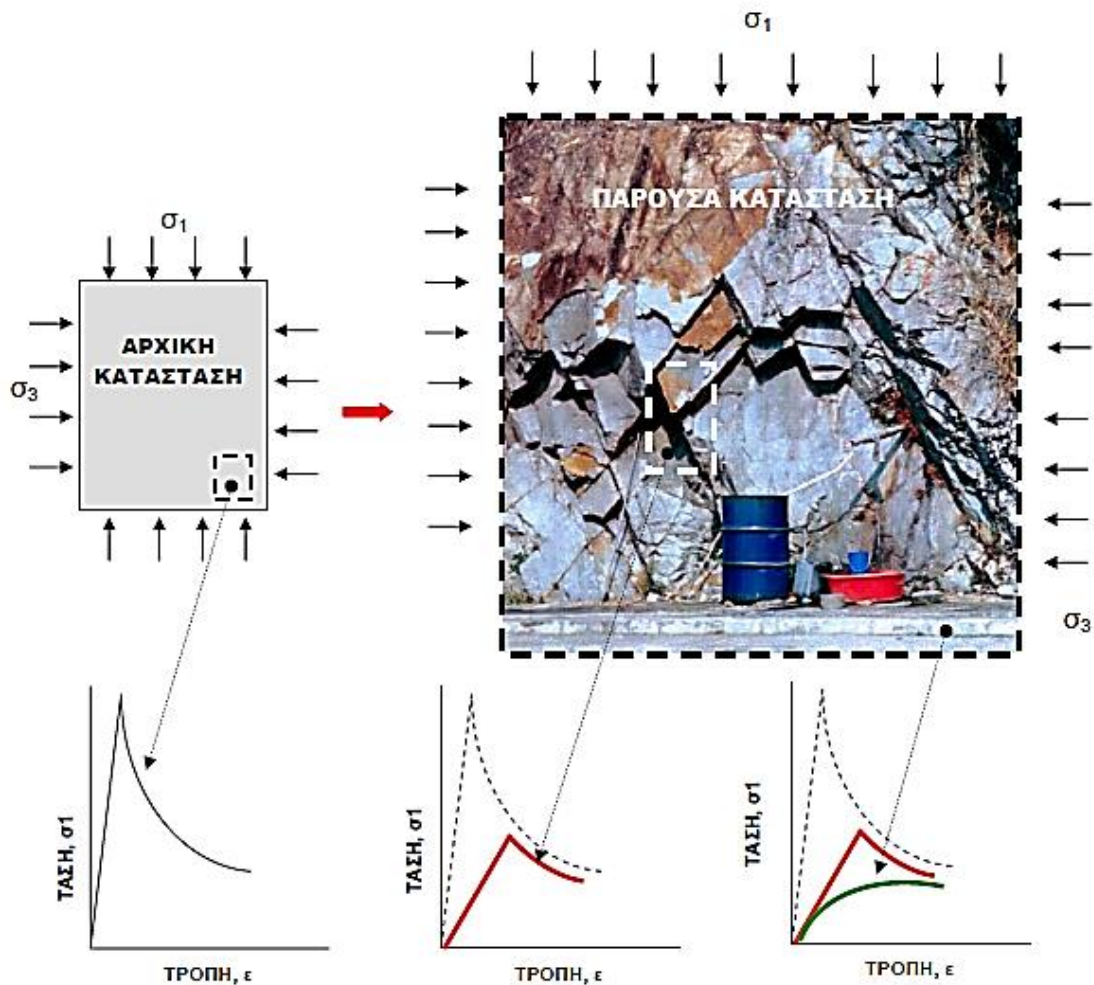 σ1
ΠΑΡΟΥΣΑ ΚΑΤΑΣΤΑΣΗ
σ1
ΑΡΧΙΚΗ
ΚΑΤΑΣΤΑΣΗ
σ3
σ3
ΤΑΣΗ, σ1
ΤΡΟΠΗ, ε
ΤΑΣΗ, σ1
ΤΡΟΠΗ, ε
ΤΑΣΗ, σ1
ΤΡΟΠΗ, ε